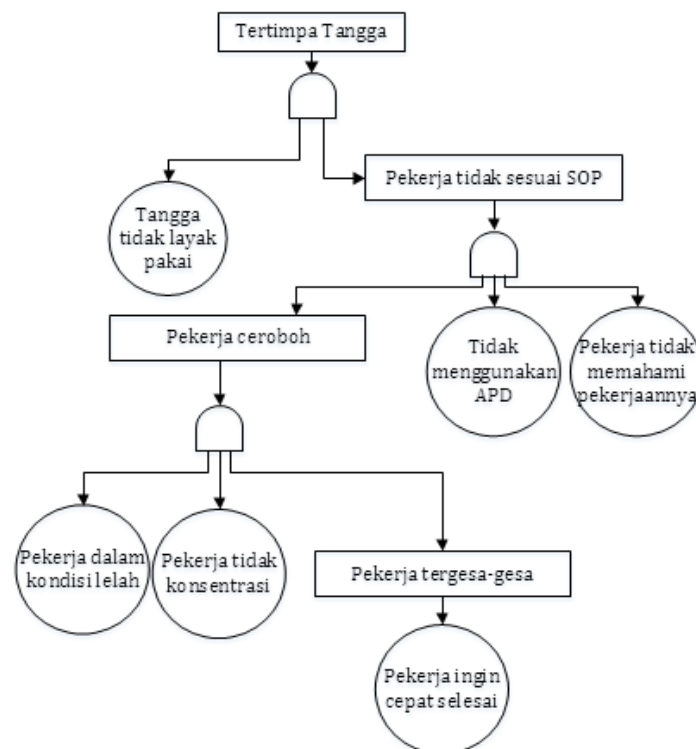 Tertimpa Tangga
Pekerja tidak sesuai SOP
Tangga
tidak layak
pakai
Pekerja ceroboh
Tidak
menggunakan
APD
Pekerja tidak
memahami
pekerjaannya
Pekerja dalam
kondisi lelah
Pekerja tidak
konsentrasi
Pekerja tergesa-gesa
Pekerja ingin
cepat selesai